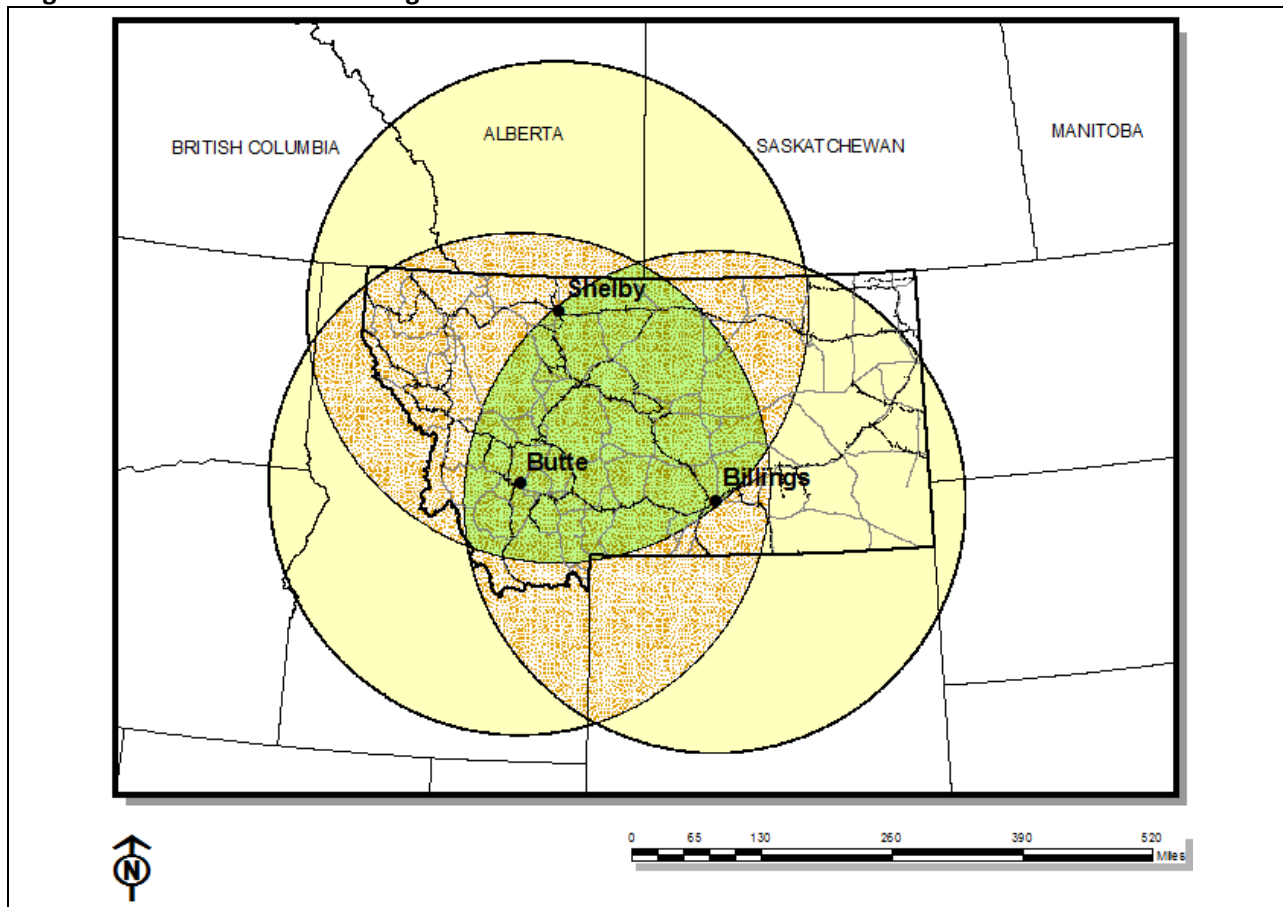 ALBERTA
MANITOBA
BRITISH COLUMBIA
SASKATCHEWAN
Shelby
Butte
Billings
0 65 130 260 390 520
Miles
N